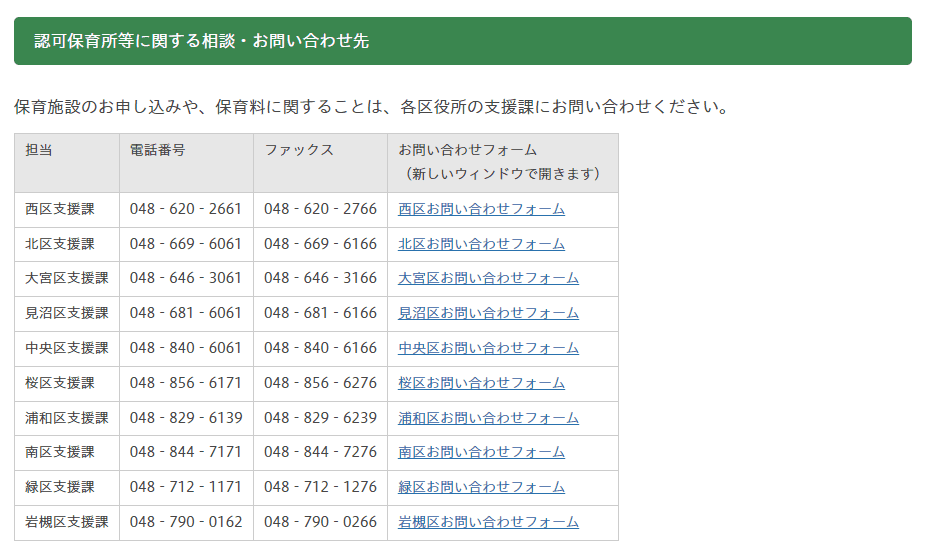 認可保育所等に関する相談・お問い合わせ先
保育施設のお申し込みや、保育料に関することは、各区役所の支援課にお問い合わせください。
担当 電話番号 ファックス お問い合わせフォーム
（新しいウィンドウで開きます）
西区支援課 048‐620‐2661 048‐620‐2766 西区お問い合わせフォーム
北区支援課 048‐669‐6061 048‐669‐6166 北区お問い合わせフォーム
大宮区支援課 048‐646‐3061 048‐646‐3166 大宮区お問い合わせフォーム
見沼区支援課 048‐681‐6061 048‐681‐6166 見沼区お問い合わせフォーム
中央区支援課 048‐840‐6061 048‐840‐6166 中央区お問い合わせフォーム
桜区支援課 048‐856‐6171 048‐856‐6276 桜区お問い合わせフォーム
浦和区支援課 048‐829‐6139 048‐829‐6239 浦和区お問い合わせフォーム
南区支援課 048‐844‐7171 048‐844‐7276 南区お問い合わせフォーム
緑区支援課 048‐712‐1171 048‐712‐1276 緑区お問い合わせフォーム
岩槻区支援課 048‐790‐0162 048‐790‐0266 岩槻区お問い合わせフォーム